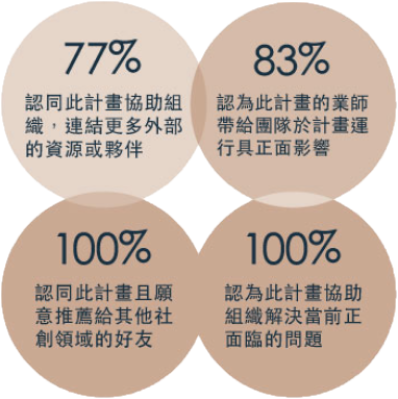 77%
認同此計畫協助組
織，連結更多外部
的資源或夥伴
83%
認為此計畫的業師
帶給團隊於計畫運
行具正面影響
100%
認同此計畫且願
意推薦給其他社
創領域的好友
100%
認為此計畫協助
組織解決當前正
面臨的問題